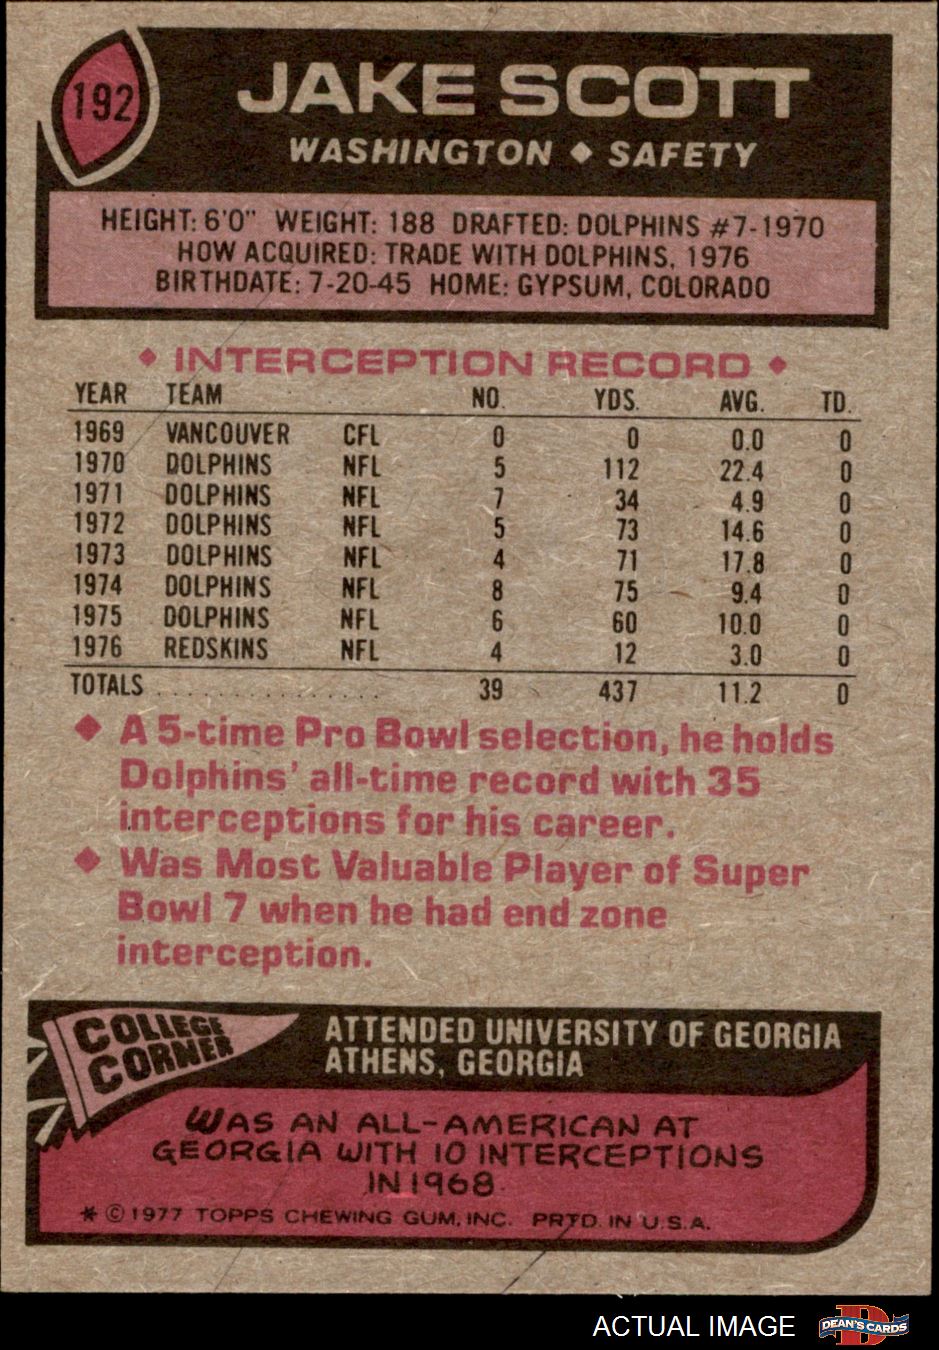 192
JAKE SCOTT
WASHINGTON ◆ SAFETY
HEIGHT: 6'0" WEIGHT: 188 DRAFTED: DOLPHINS #7-1970
HOW ACQUIRED: TRADE WITH DOLPHINS, 1976
BIRTHDATE: 7-20-45 HOME: GYPSUM, COLORADO
◆ INTERCEPTION RECORD ◆
YEAR TEAM NO. YDS. AVG. TD.
1969 VANCOUVER CFL 0 0 0.0 0
1970 DOLPHINS NFL 5 112 22.4 0
1971 DOLPHINS NFL 7 34 4.9 0
1972 DOLPHINS NFL 5 73 14.6 0
1973 DOLPHINS NFL 4 71 17.8 0
1974 DOLPHINS NFL 8 75 9.4 0
1975 DOLPHINS NFL 6 60 10.0 0
1976 REDSKINS NFL 4 12 3.0 0
TOTALS . . . . . . . . . . . . . . 39 437 11.2 0
◆ A 5-time Pro Bowl selection, he holds
Dolphins' all-time record with 35
interceptions for his career.
◆ Was Most Valuable Player of Super
Bowl 7 when he had end zone
interception.
COLLEGE
CORNER
ATTENDED UNIVERSITY OF GEORGIA
ATHENS, GEORGIA
WAS AN ALL-AMERICAN AT
GEORGIA WITH 10 INTERCEPTIONS
IN 1968.
* © 1977 TOPPS CHEWING GUM, INC. PRTD. IN U.S.A.
ACTUAL IMAGE
D
DEAN'S CARDS